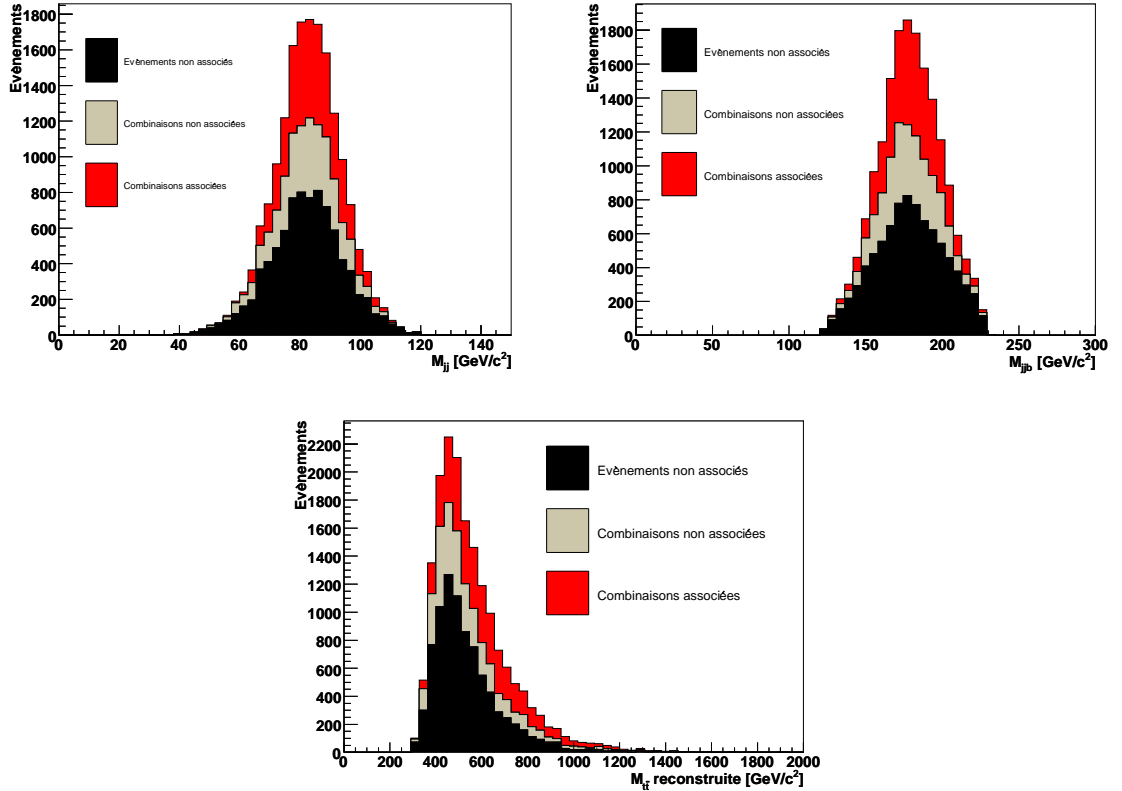 Evènements
1800
1600
1400
1200
1000
800
600
400
200
0
Evènements non associés
Combinaisons non associées
Combinaisons associées
0 20 40 60 80 100 120 140
M_jj [GeV/c²]
Evènements
1800
1600
1400
1200
1000
800
600
400
200
0
Evènements non associés
Combinaisons non associées
Combinaisons associées
0 50 100 150 200 250 300
M_jjb [GeV/c²]
Evènements
2200
2000
1800
1600
1400
1200
1000
800
600
400
200
0
Evènements non associés
Combinaisons non associées
Combinaisons associées
0 200 400 600 800 1000 1200 1400 1600 1800 2000
M_tt̄ reconstruite [GeV/c²]